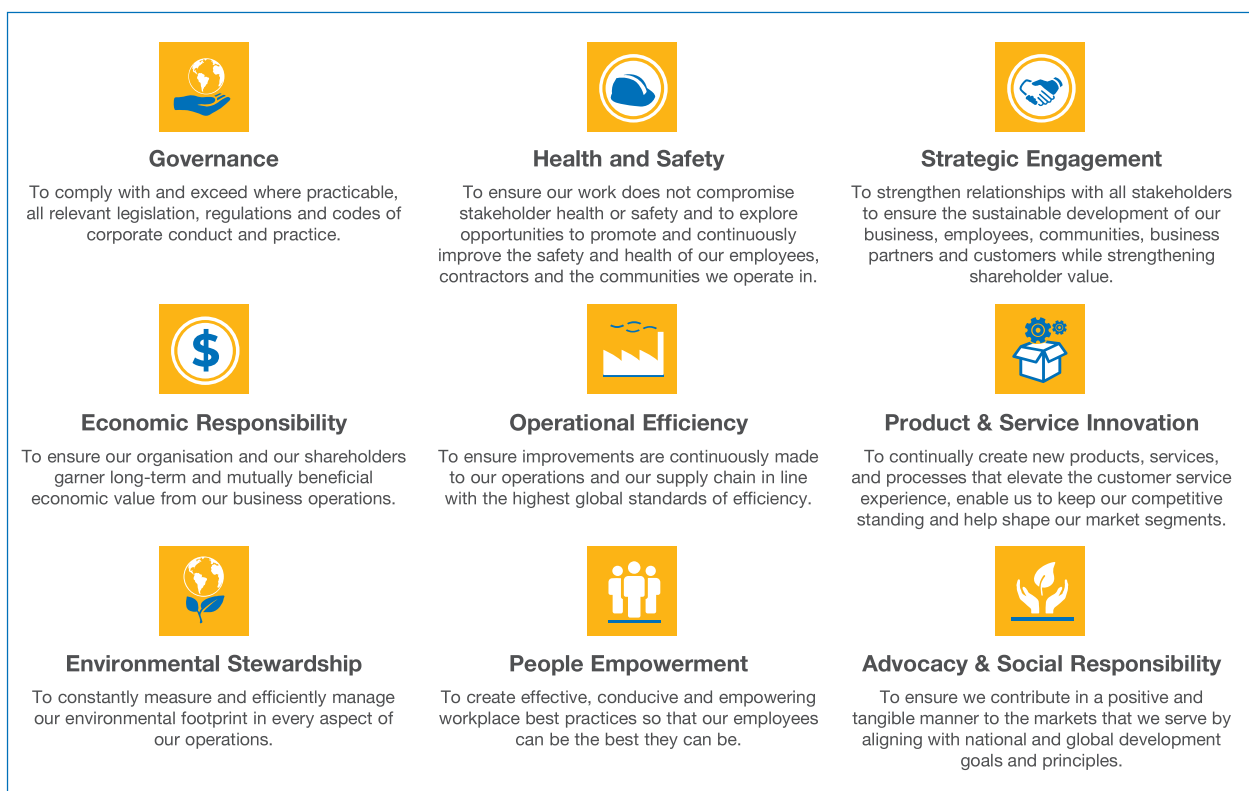 Governance
To comply with and exceed where practicable,
all relevant legislation, regulations and codes of
corporate conduct and practice.
Health and Safety
To ensure our work does not compromise
stakeholder health or safety and to explore
opportunities to promote and continuously
improve the safety and health of our employees,
contractors and the communities we operate in.
Strategic Engagement
To strengthen relationships with all stakeholders
to ensure the sustainable development of our
business, employees, communities, business
partners and customers while strengthening
shareholder value.
$
Economic Responsibility
To ensure our organisation and our shareholders
garner long-term and mutually beneficial
economic value from our business operations.
Operational Efficiency
To ensure improvements are continuously made
to our operations and our supply chain in line
with the highest global standards of efficiency.
Product & Service Innovation
To continually create new products, services,
and processes that elevate the customer service
experience, enable us to keep our competitive
standing and help shape our market segments.
Environmental Stewardship
To constantly measure and efficiently manage
our environmental footprint in every aspect of
our operations.
People Empowerment
To create effective, conducive and empowering
workplace best practices so that our employees
can be the best they can be.
Advocacy & Social Responsibility
To ensure we contribute in a positive and
tangible manner to the markets that we serve by
aligning with national and global development
goals and principles.